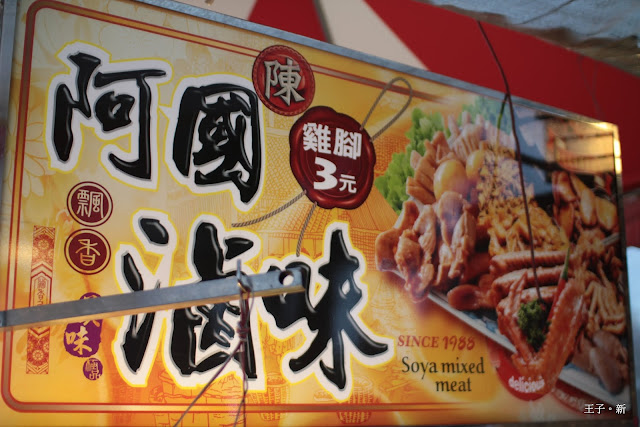 陳
阿國
滷味
飄香
味
雞腳
3元
SINCE 1985
Soya mixed
meat
delicious
王子。新